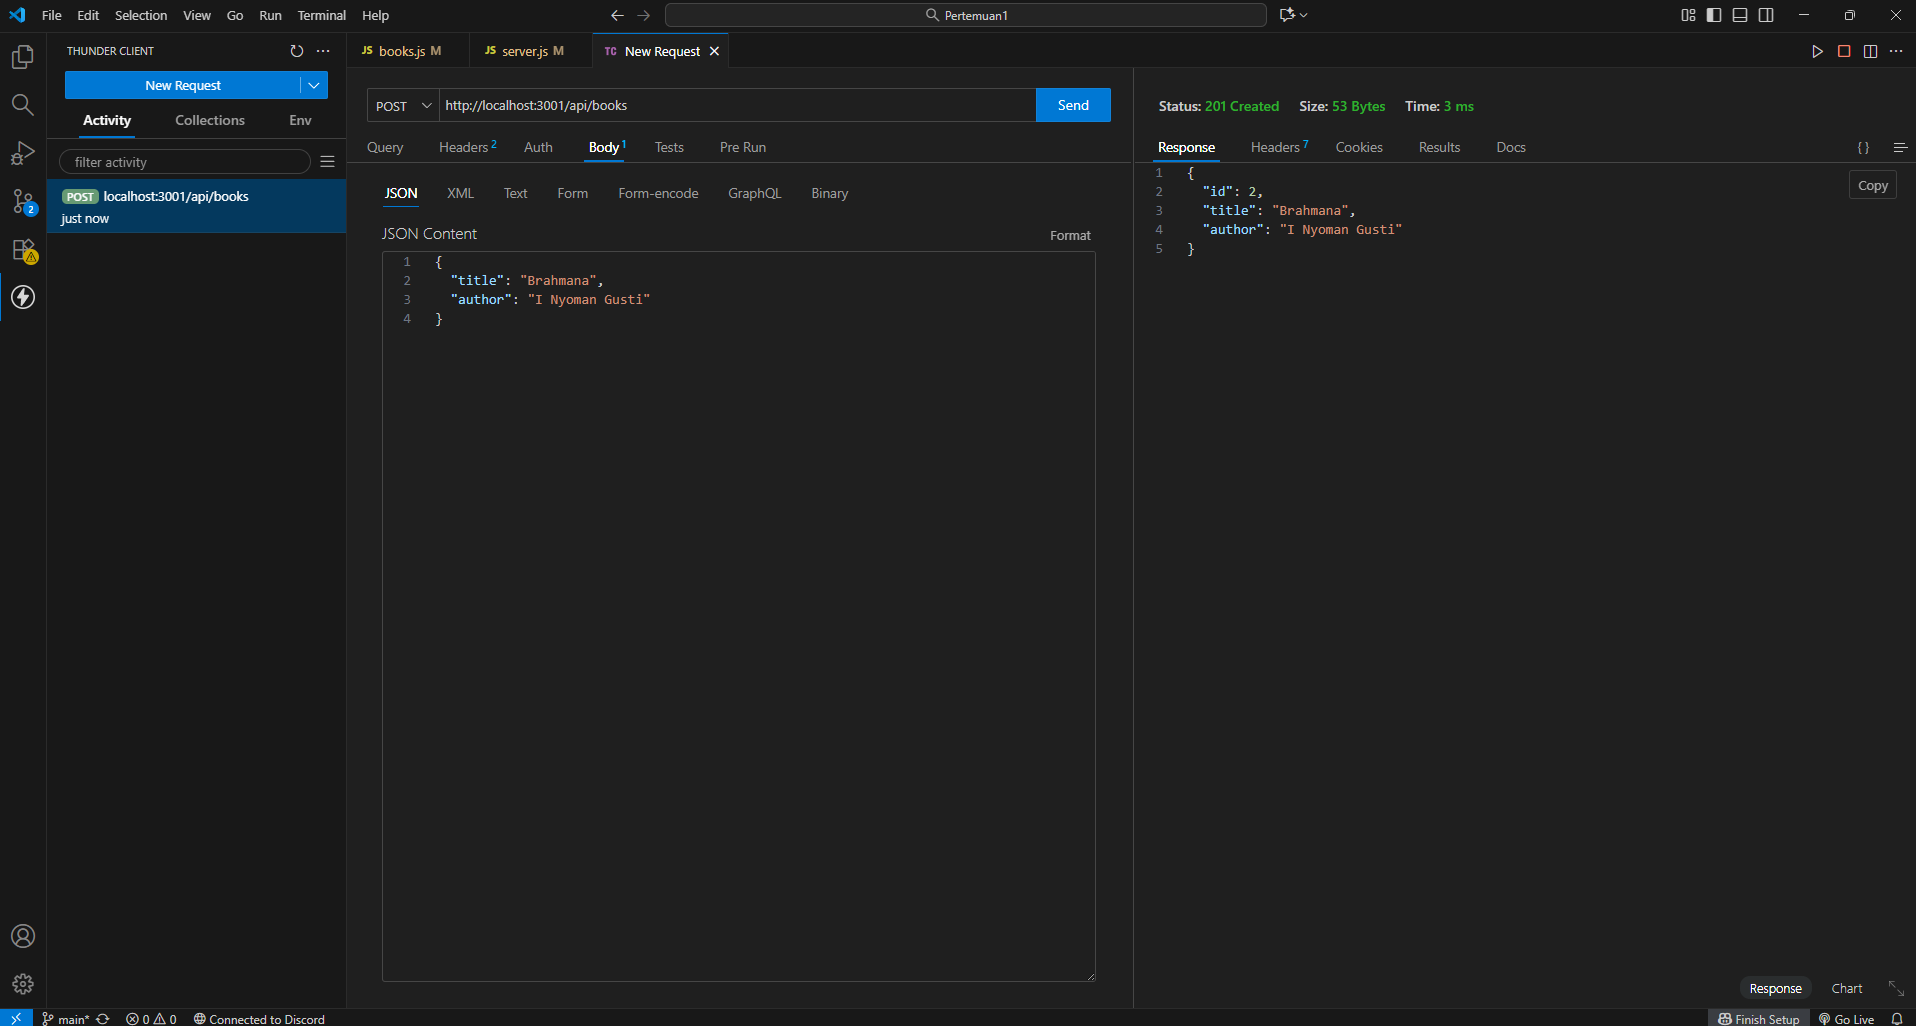 File Edit Selection View Go Run Terminal Help
Pertemuan1
THUNDER CLIENT
New Request
Activity Collections Env
filter activity
POST localhost:3001/api/books
just now
2
JS books.js M
JS server.js M
TC New Request
POST http://localhost:3001/api/books Send
Query Headers 2 Auth Body 1 Tests Pre Run
JSON XML Text Form Form-encode GraphQL Binary
JSON Content Format
1 {
2 "title": "Brahmana",
3 "author": "I Nyoman Gusti"
4 }
Status: 201 Created Size: 53 Bytes Time: 3 ms
Response Headers 7 Cookies Results Docs { }
Copy
1 {
2 "id": 2,
3 "title": "Brahmana",
4 "author": "I Nyoman Gusti"
5 }
Response Chart
main* 0 0 Connected to Discord Finish Setup Go Live